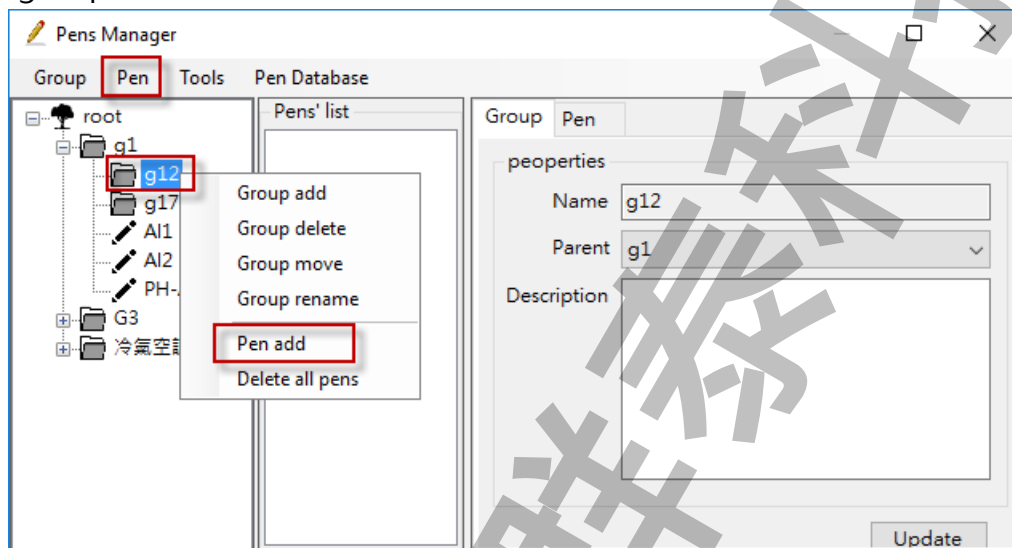 Pens Manager
Group Pen Tools Pen Database
root
g1
g12
g17
AI1
AI2
PH-
G3
冷氣空
Group add
Group delete
Group move
Group rename
Pen add
Delete all pens
Pens' list
Group Pen
peoperties
Name g12
Parent g1
Description
Update